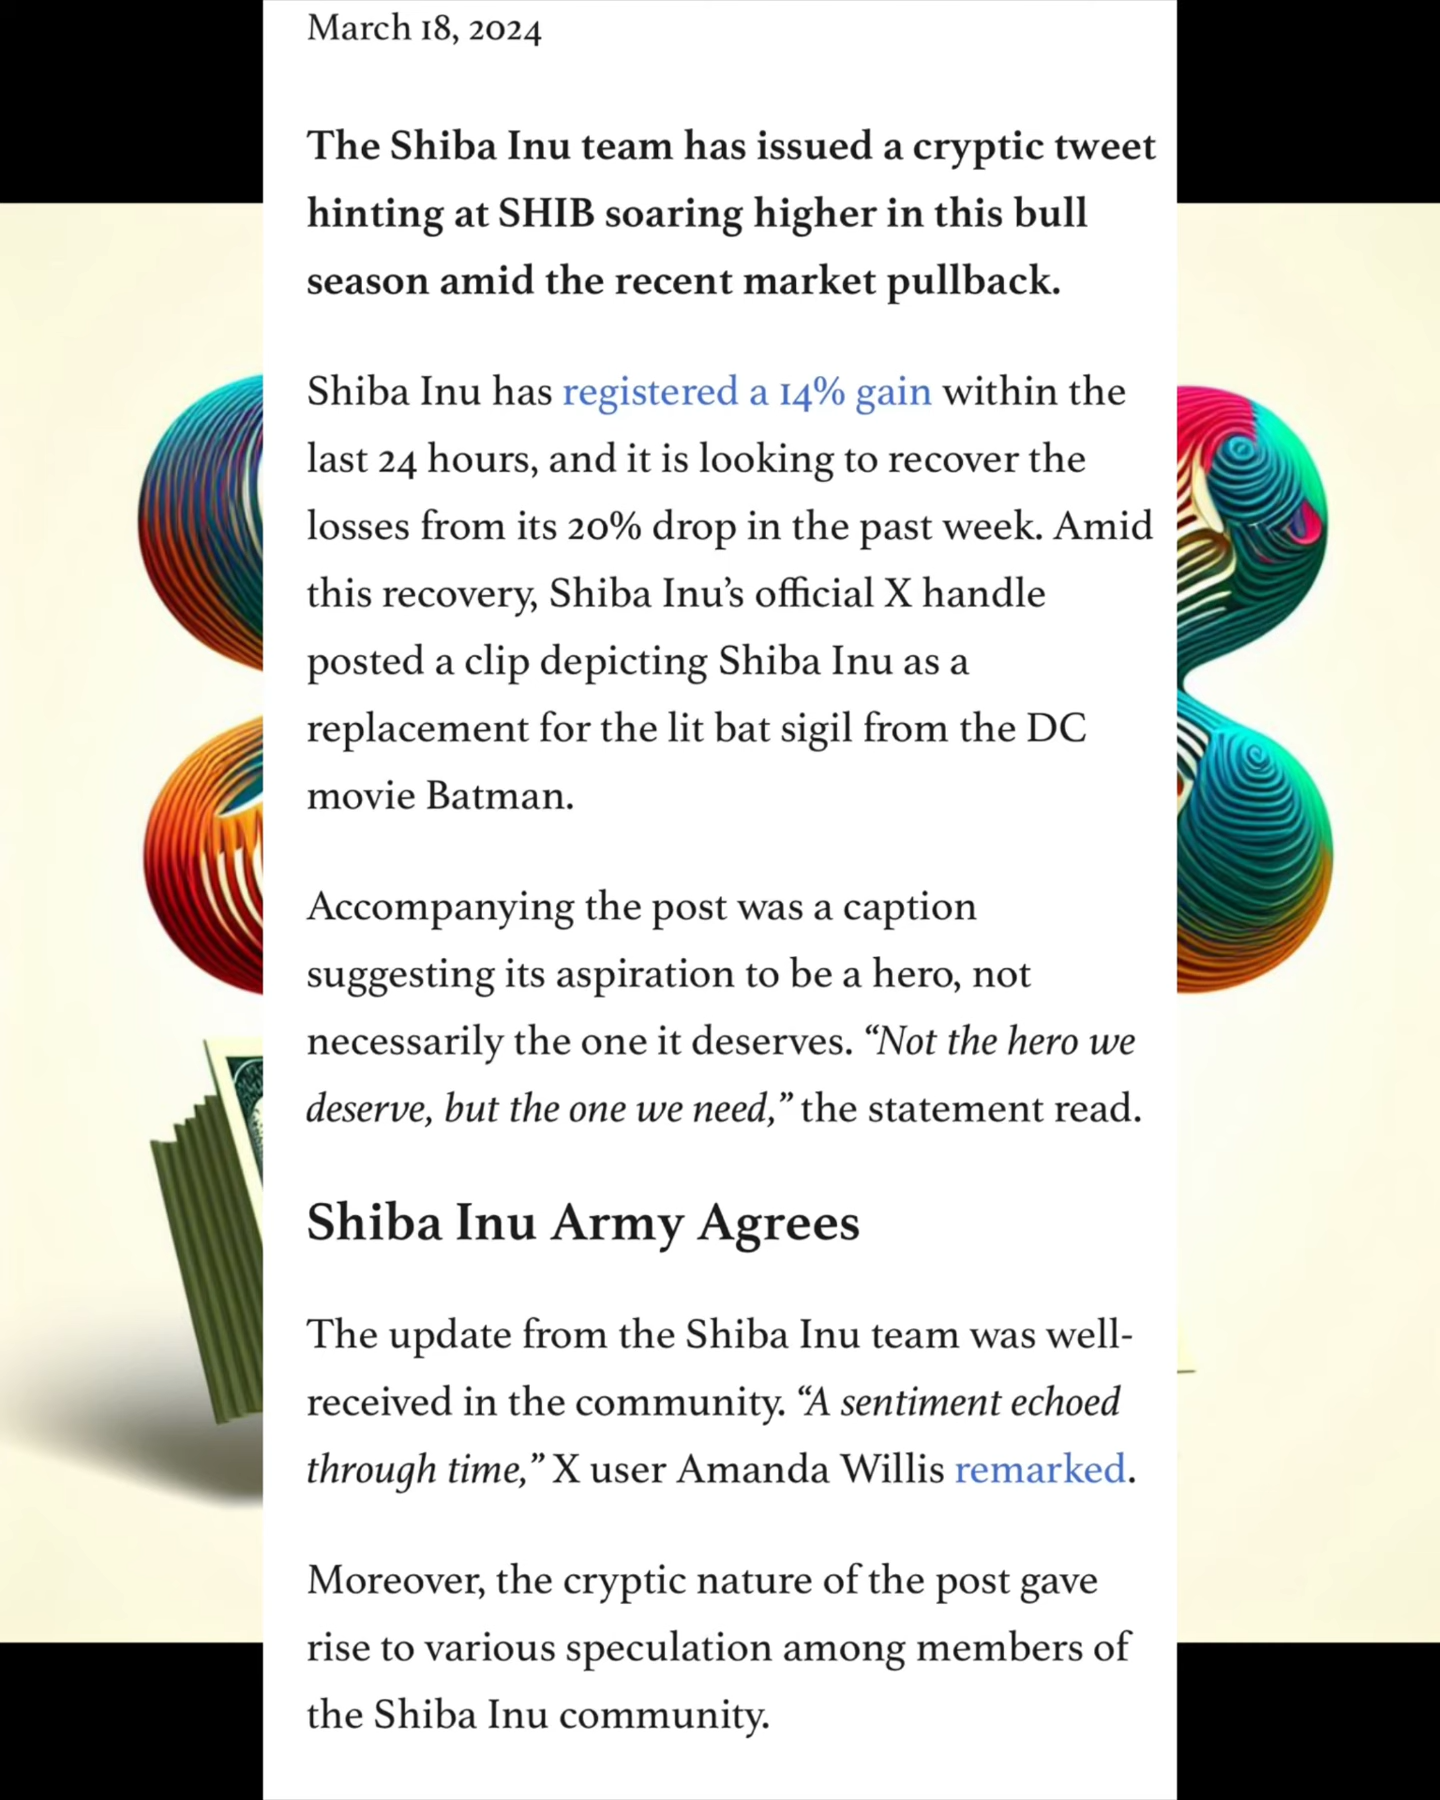 March 18, 2024
The Shiba Inu team has issued a cryptic tweet
hinting at SHIB soaring higher in this bull
season amid the recent market pullback.
Shiba Inu has registered a 14% gain within the
last 24 hours, and it is looking to recover the
losses from its 20% drop in the past week. Amid
this recovery, Shiba Inu’s official X handle
posted a clip depicting Shiba Inu as a
replacement for the lit bat sigil from the DC
movie Batman.
Accompanying the post was a caption
suggesting its aspiration to be a hero, not
necessarily the one it deserves. “Not the hero we
deserve, but the one we need,” the statement read.
Shiba Inu Army Agrees
The update from the Shiba Inu team was well-
received in the community. “A sentiment echoed
through time,” X user Amanda Willis remarked.
Moreover, the cryptic nature of the post gave
rise to various speculation among members of
the Shiba Inu community.